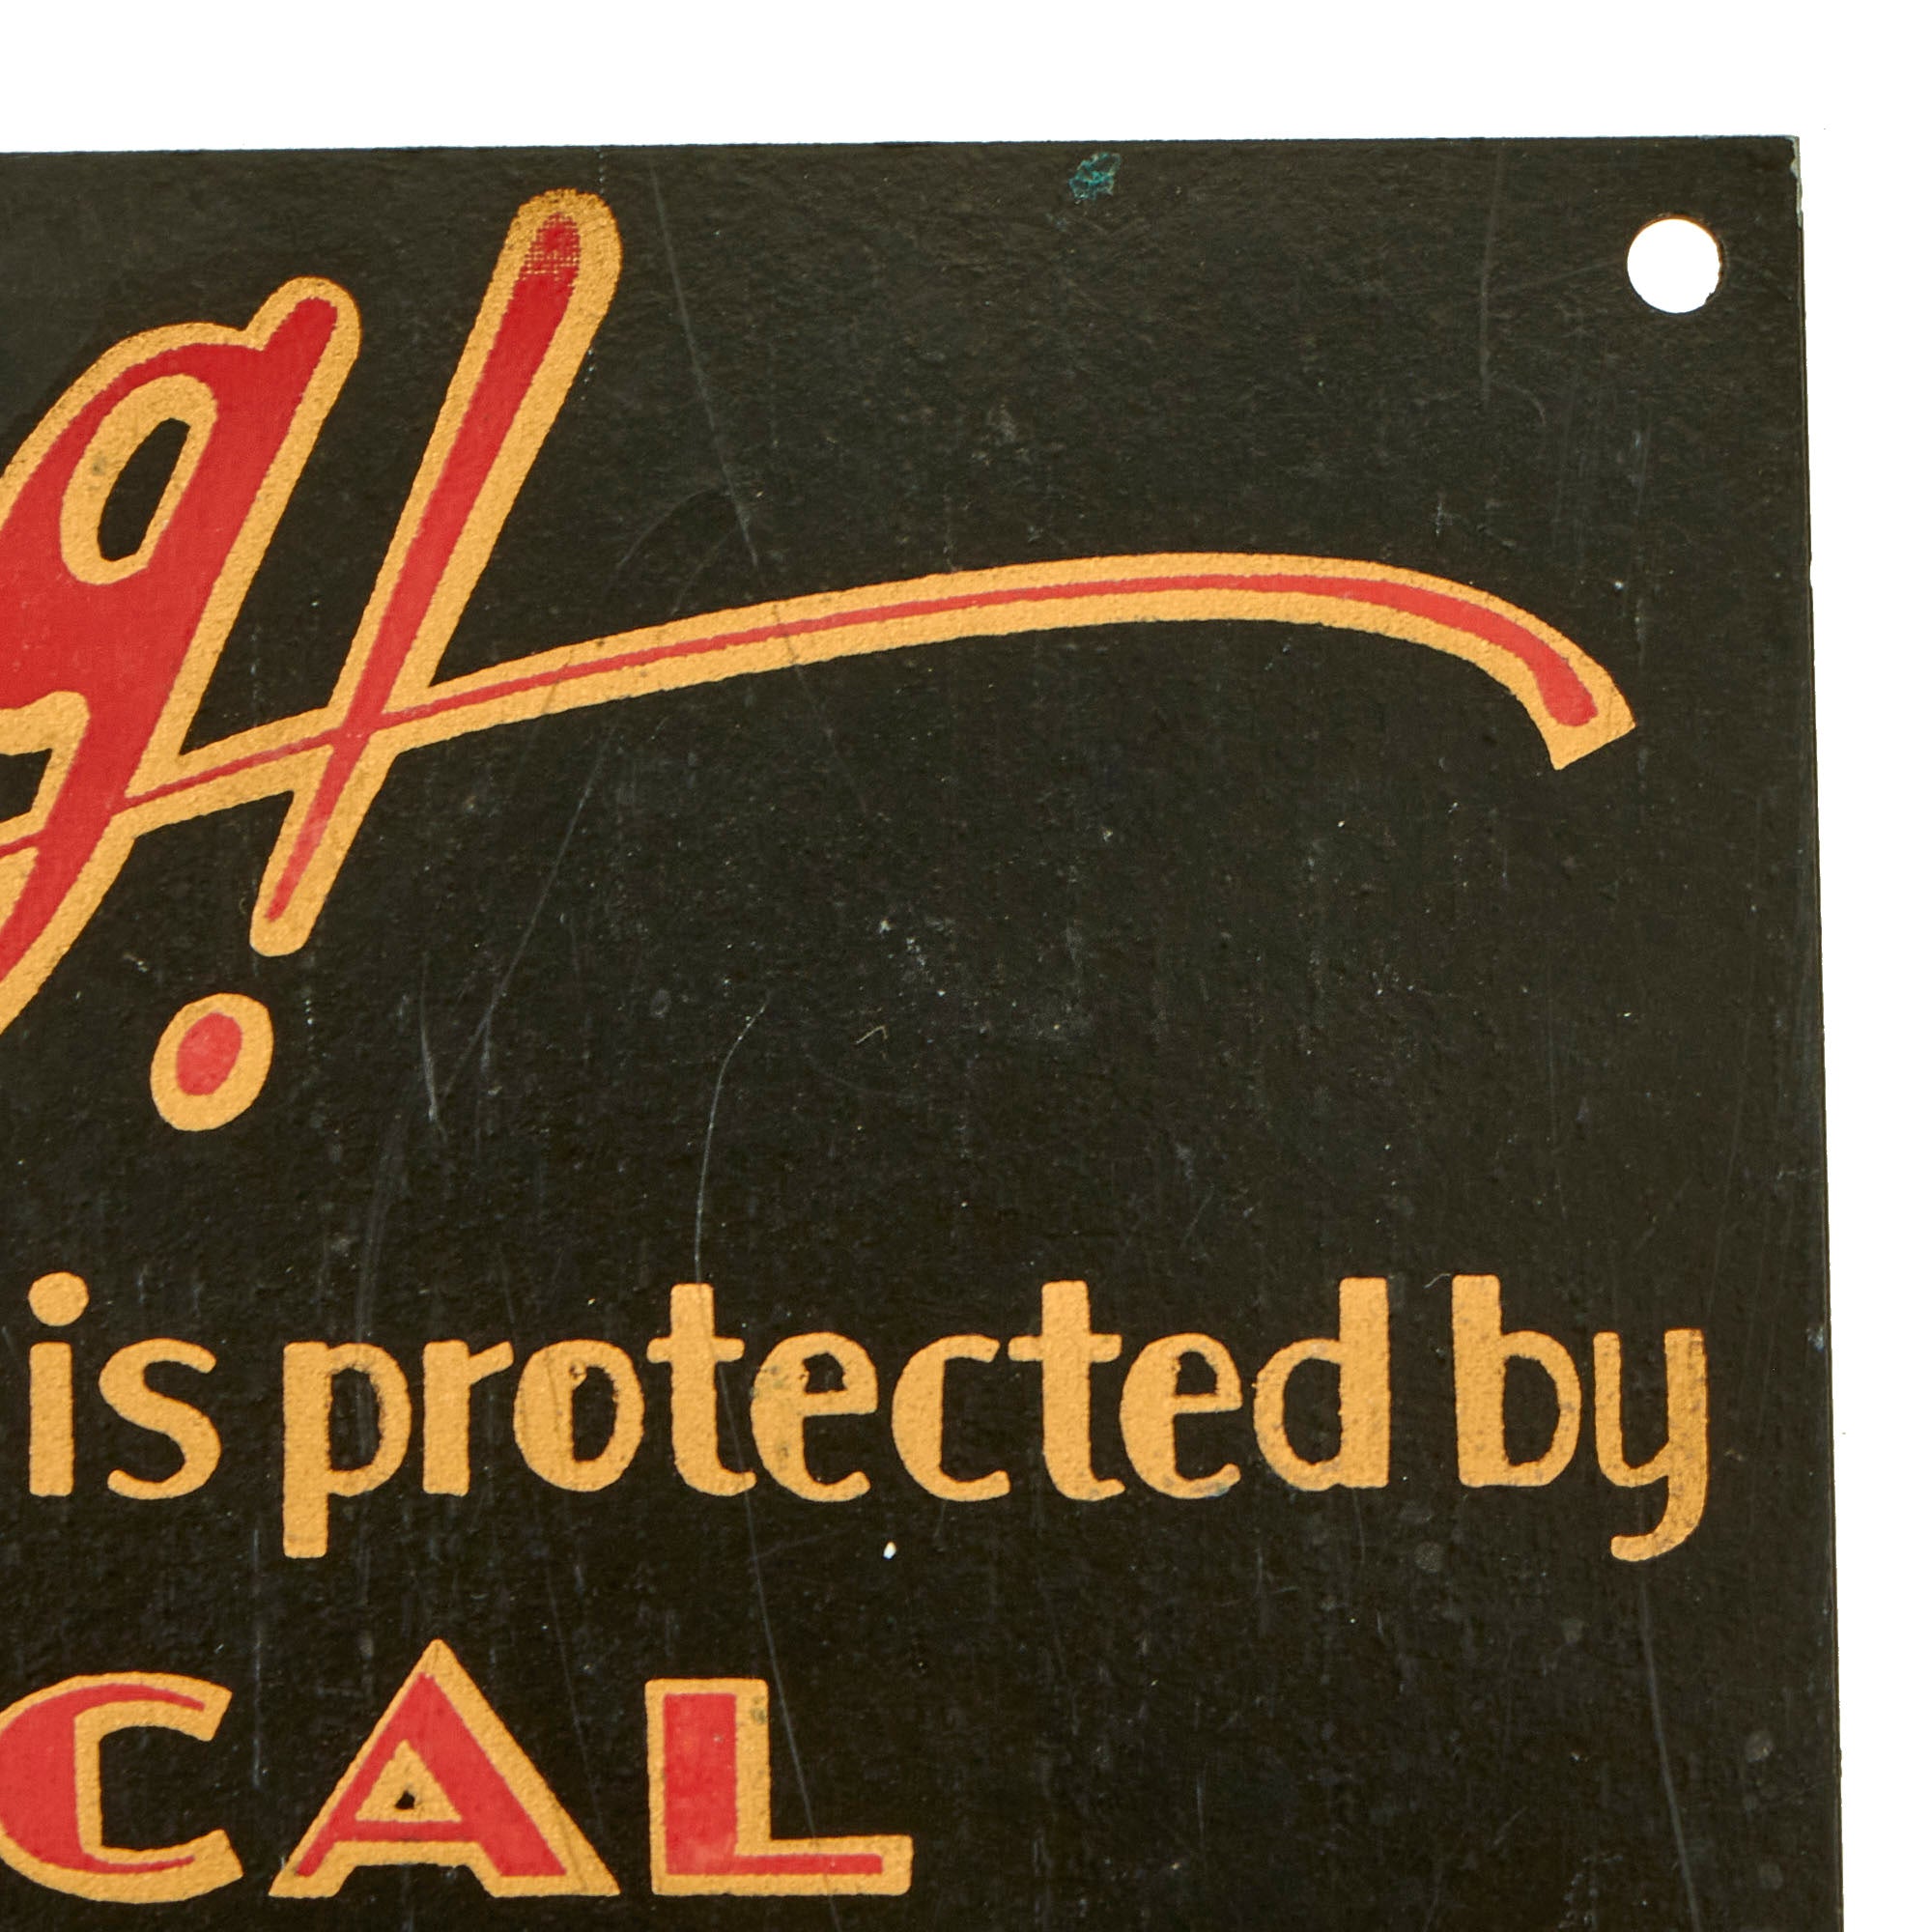 g!
is protected by
CAL